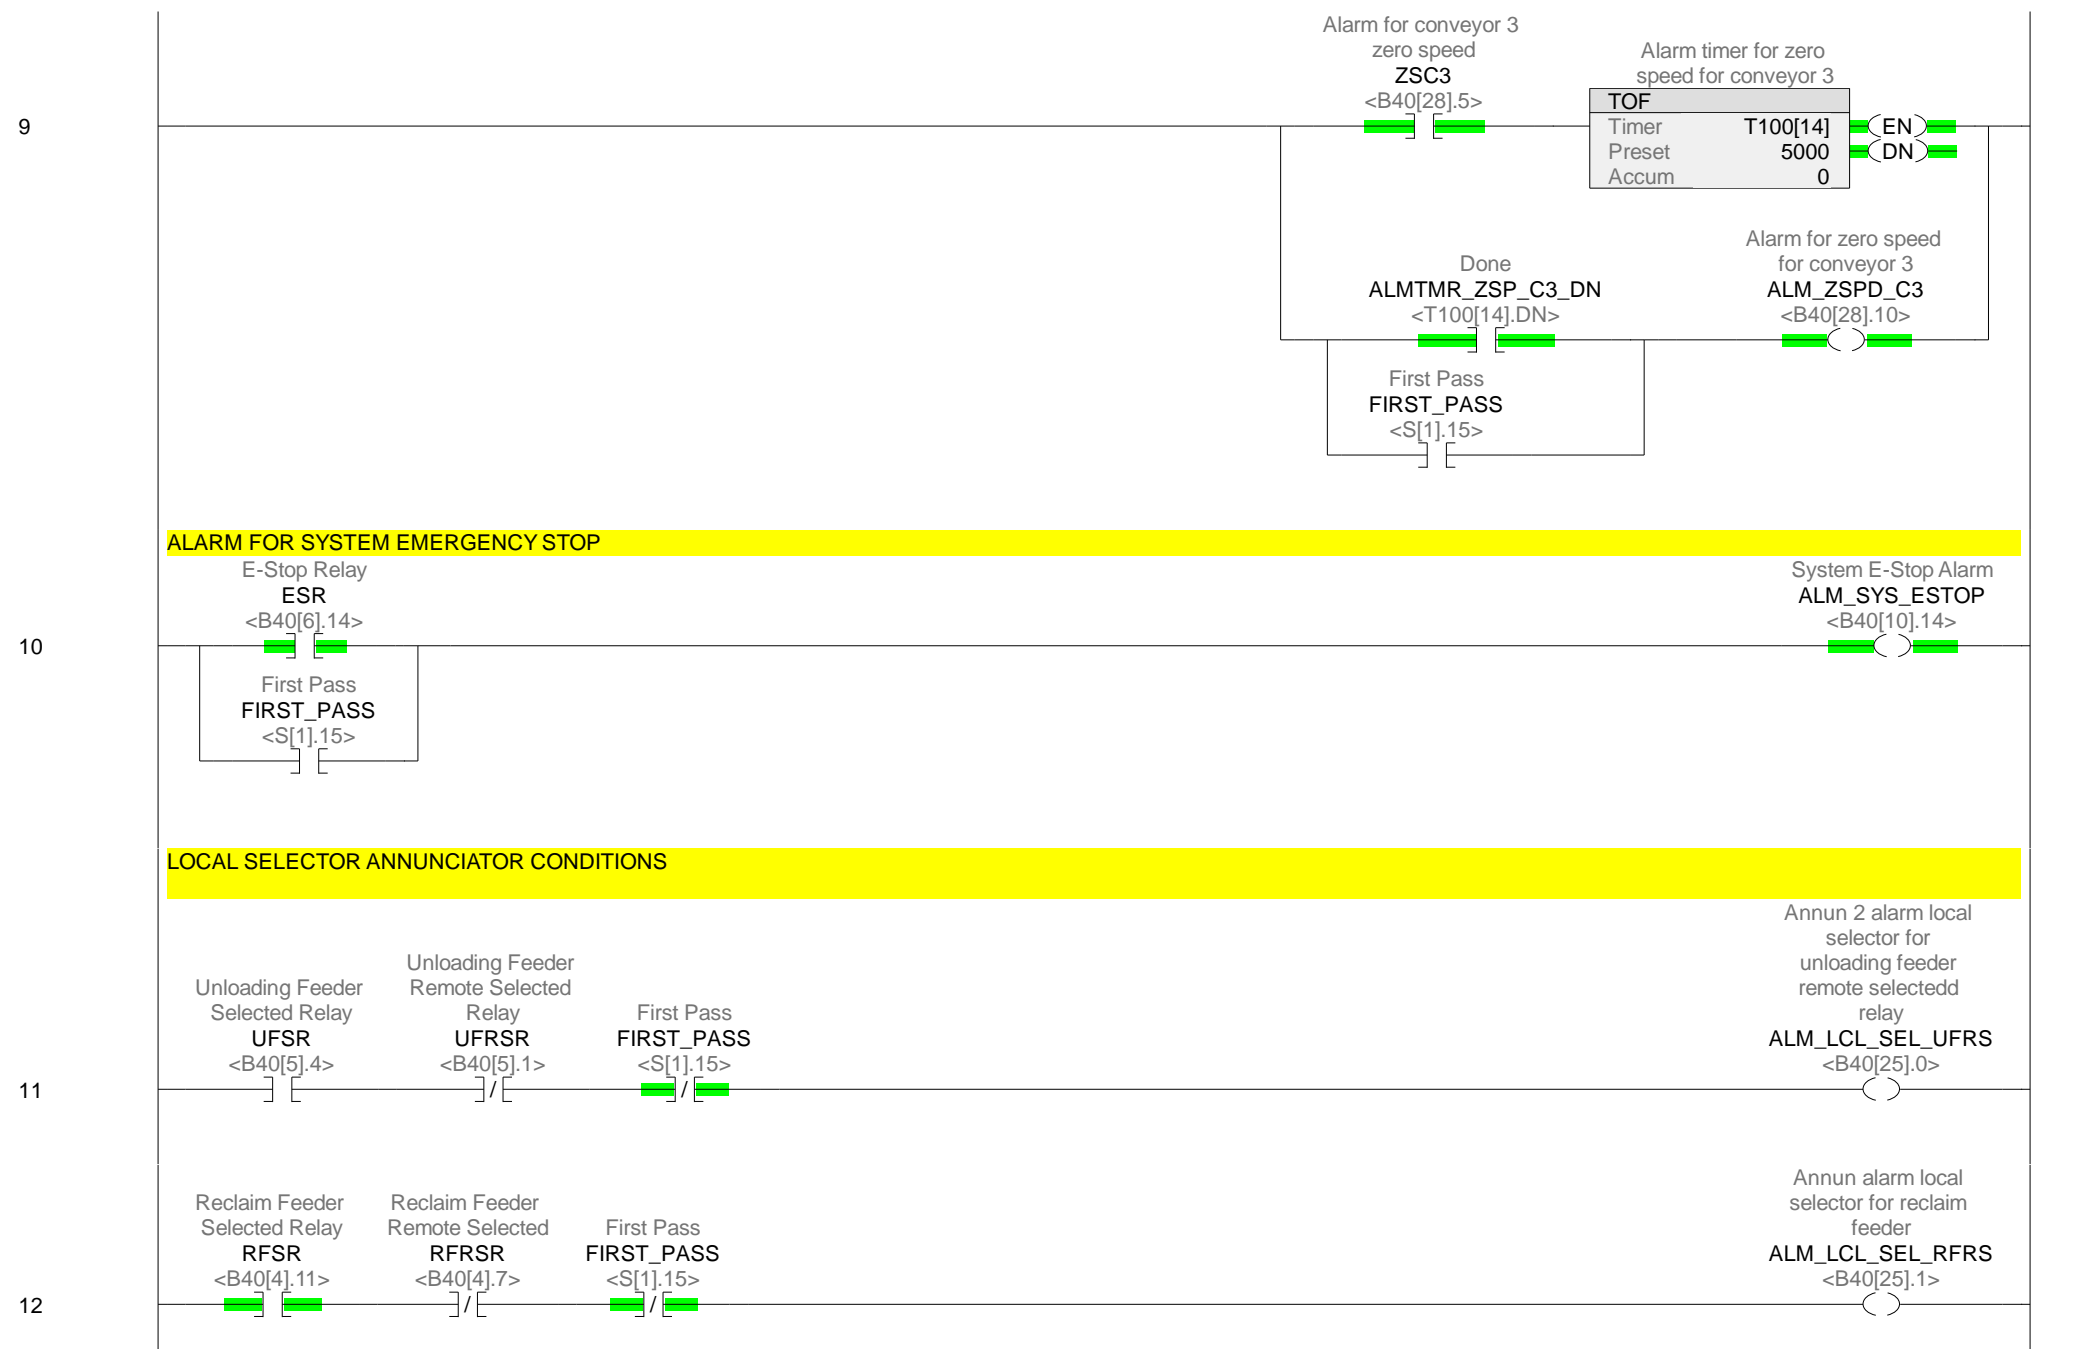 9
Alarm for conveyor 3
zero speed
ZSC3
<B40[28].5>
Alarm timer for zero
speed for conveyor 3
TOF
Timer T100[14]
Preset 5000
Accum 0
EN
DN
Done
ALMTMR_ZSP_C3_DN
<T100[14].DN>
Alarm for zero speed
for conveyor 3
ALM_ZSPD_C3
<B40[28].10>
First Pass
FIRST_PASS
<S[1].15>
ALARM FOR SYSTEM EMERGENCY STOP
10
E-Stop Relay
ESR
<B40[6].14>
System E-Stop Alarm
ALM_SYS_ESTOP
<B40[10].14>
First Pass
FIRST_PASS
<S[1].15>
LOCAL SELECTOR ANNUNCIATOR CONDITIONS
11
Unloading Feeder
Selected Relay
UFSR
<B40[5].4>
Unloading Feeder
Remote Selected
Relay
UFRSR
<B40[5].1>
First Pass
FIRST_PASS
<S[1].15>
Annun 2 alarm local
selector for
unloading feeder
remote selectedd
relay
ALM_LCL_SEL_UFRS
<B40[25].0>
12
Reclaim Feeder
Selected Relay
RFSR
<B40[4].11>
Reclaim Feeder
Remote Selected
RFRSR
<B40[4].7>
First Pass
FIRST_PASS
<S[1].15>
Annun alarm local
selector for reclaim
feeder
ALM_LCL_SEL_RFRS
<B40[25].1>